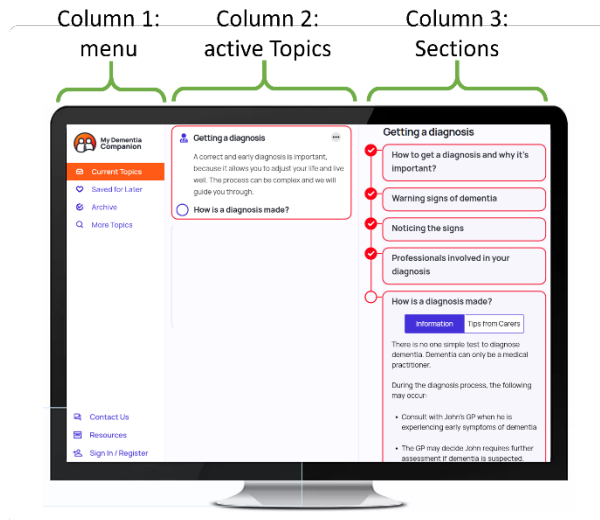 Column 1:
menu
Column 2:
active Topics
Column 3:
Sections
My Dementia
Companion
Current Topics
Saved for Later
Archive
More Topics
Contact Us
Resources
Sign In / Register
Getting a diagnosis
A correct and early diagnosis is important,
because it allows you to adjust your life and live
well. The process can be complex and we will
guide you through.
How is a diagnosis made?
Getting a diagnosis
How to get a diagnosis and why it's
important?
Warning signs of dementia
Noticing the signs
Professionals involved in your
diagnosis
How is a diagnosis made?
Information
Tips from Carers
There is no one simple test to diagnose
dementia. Dementia can only be a medical
practitioner.
During the diagnosis process, the following
may occur:
• Consult with John's GP when he is
experiencing early symptoms of dementia
• The GP may decide John requires further
assessment if dementia is suspected.